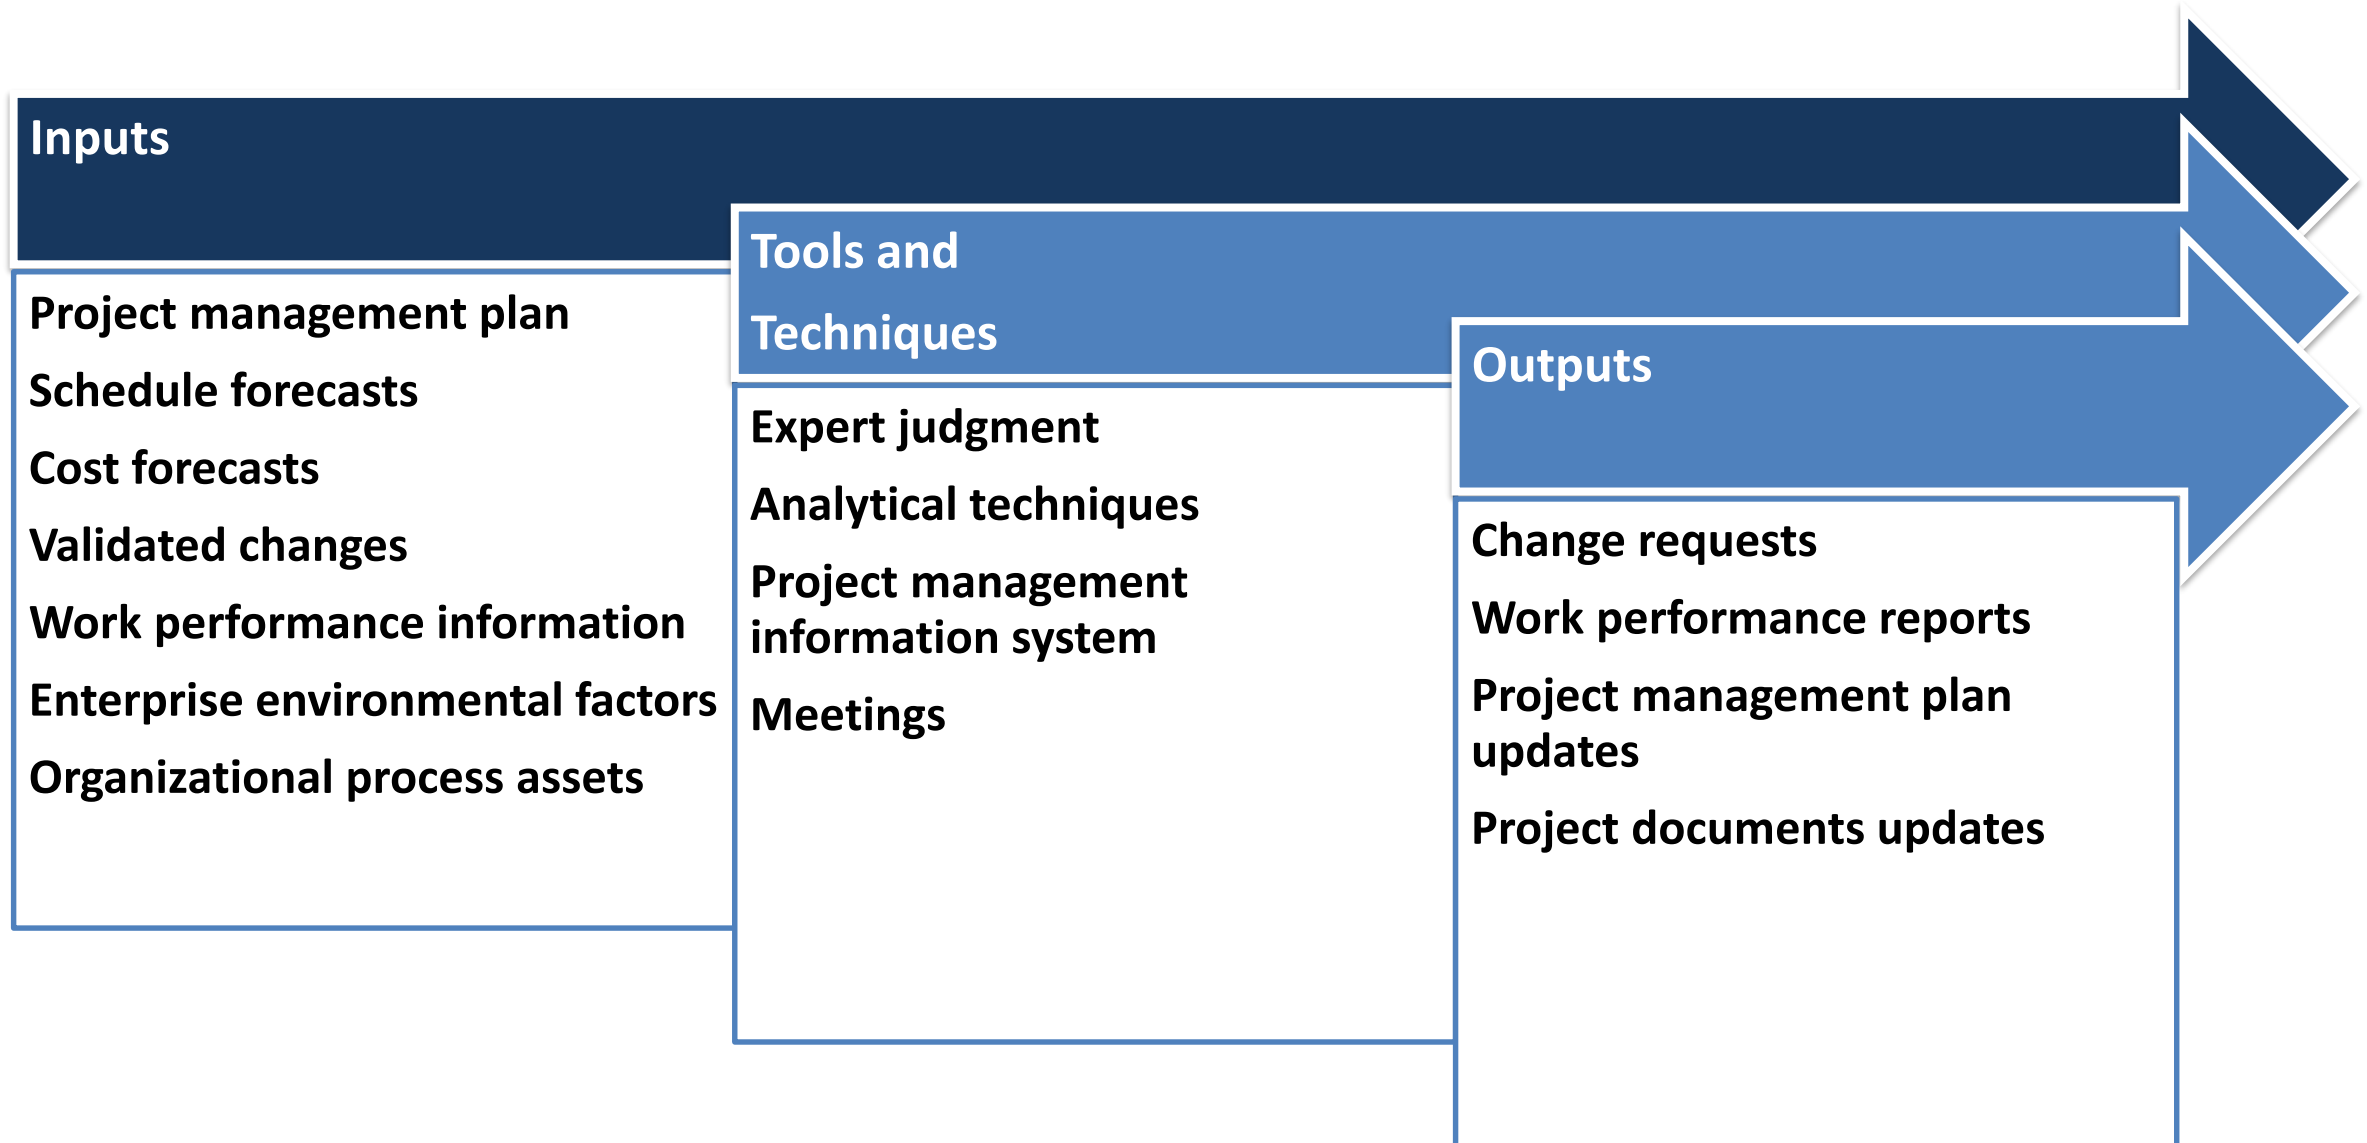 Inputs
Project management plan
Schedule forecasts
Cost forecasts
Validated changes
Work performance information
Enterprise environmental factors
Organizational process assets
Tools and
Techniques
Expert judgment
Analytical techniques
Project management
information system
Meetings
Outputs
Change requests
Work performance reports
Project management plan
updates
Project documents updates